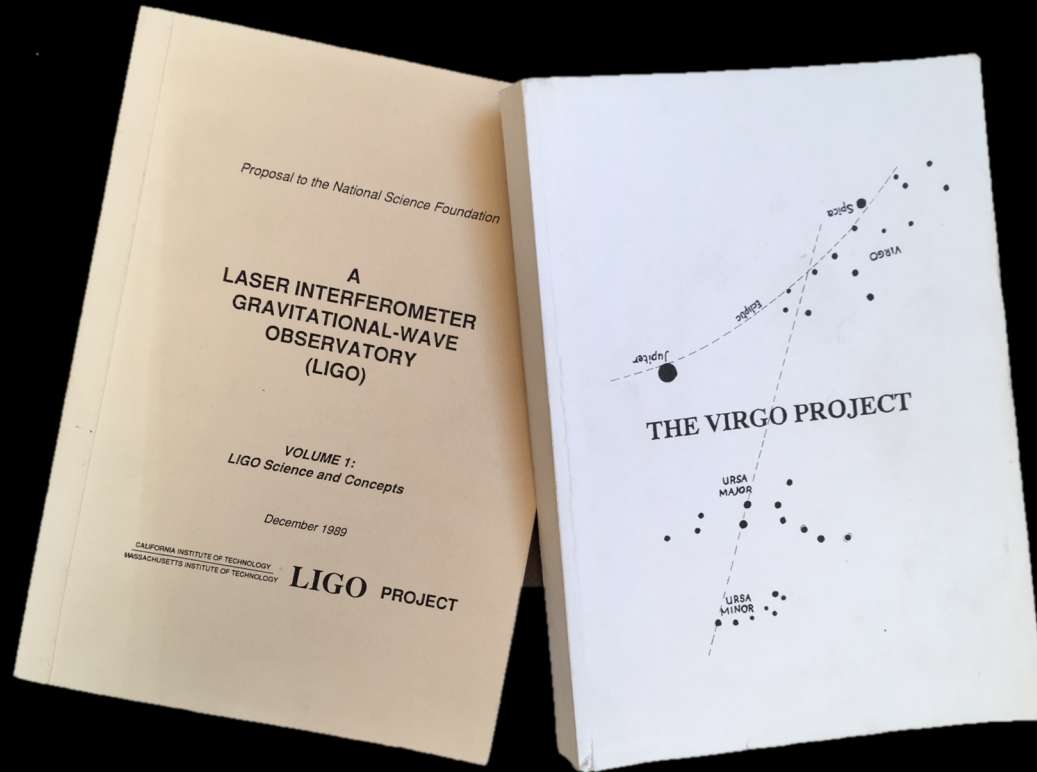 Proposal to the National Science Foundation
A
LASER INTERFEROMETER
GRAVITATIONAL-WAVE
OBSERVATORY
(LIGO)
VOLUME 1:
LIGO Science and Concepts
December 1989
CALIFORNIA INSTITUTE OF TECHNOLOGY
MASSACHUSETTS INSTITUTE OF TECHNOLOGY
LIGO PROJECT
Spica
VIRGO
Ecliptic
Jupiter
THE VIRGO PROJECT
URSA
MAJOR
URSA
MINOR